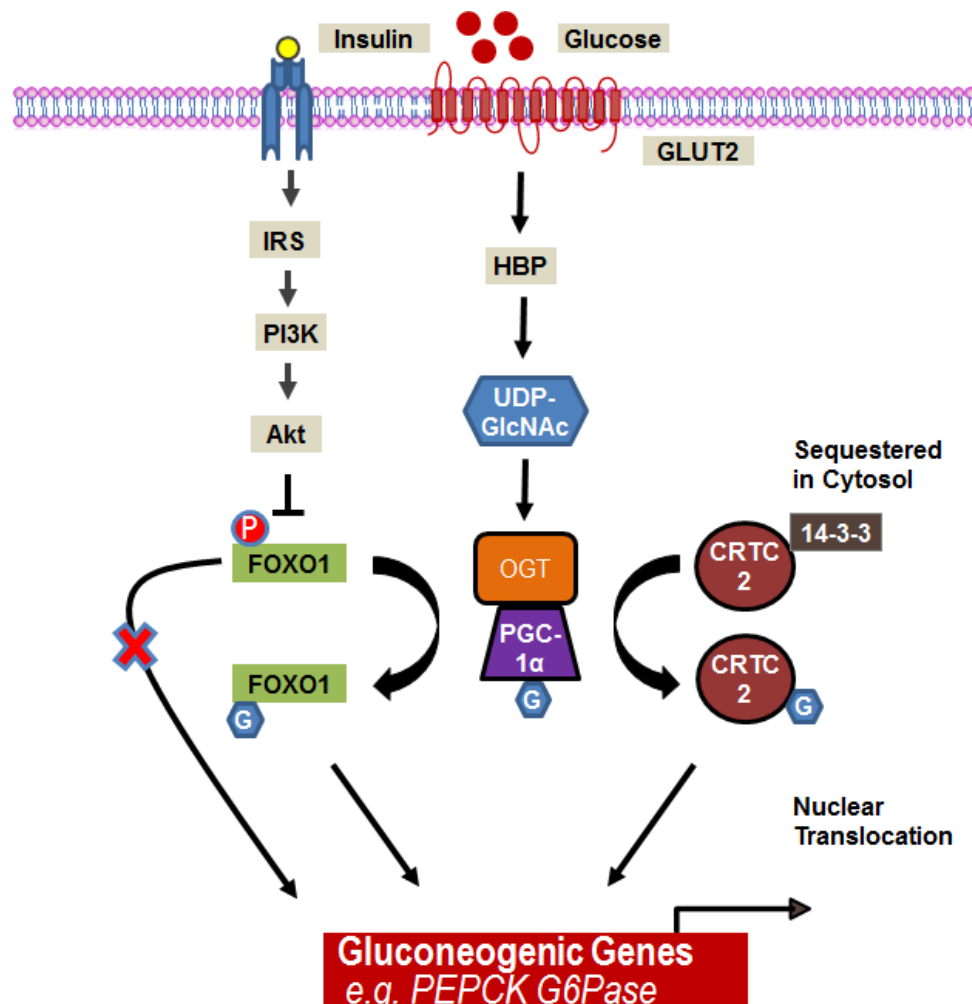 Insulin
Glucose
GLUT2
IRS
HBP
PI3K
UDP-
GlcNAc
Akt
Sequestered
in Cytosol
P
14-3-3
FOXO1
OGT
CRTC
2
PGC-
1α
FOXO1
CRTC
2
G
G
G
Nuclear
Translocation
Gluconeogenic Genes
e.g. PEPCK G6Pase